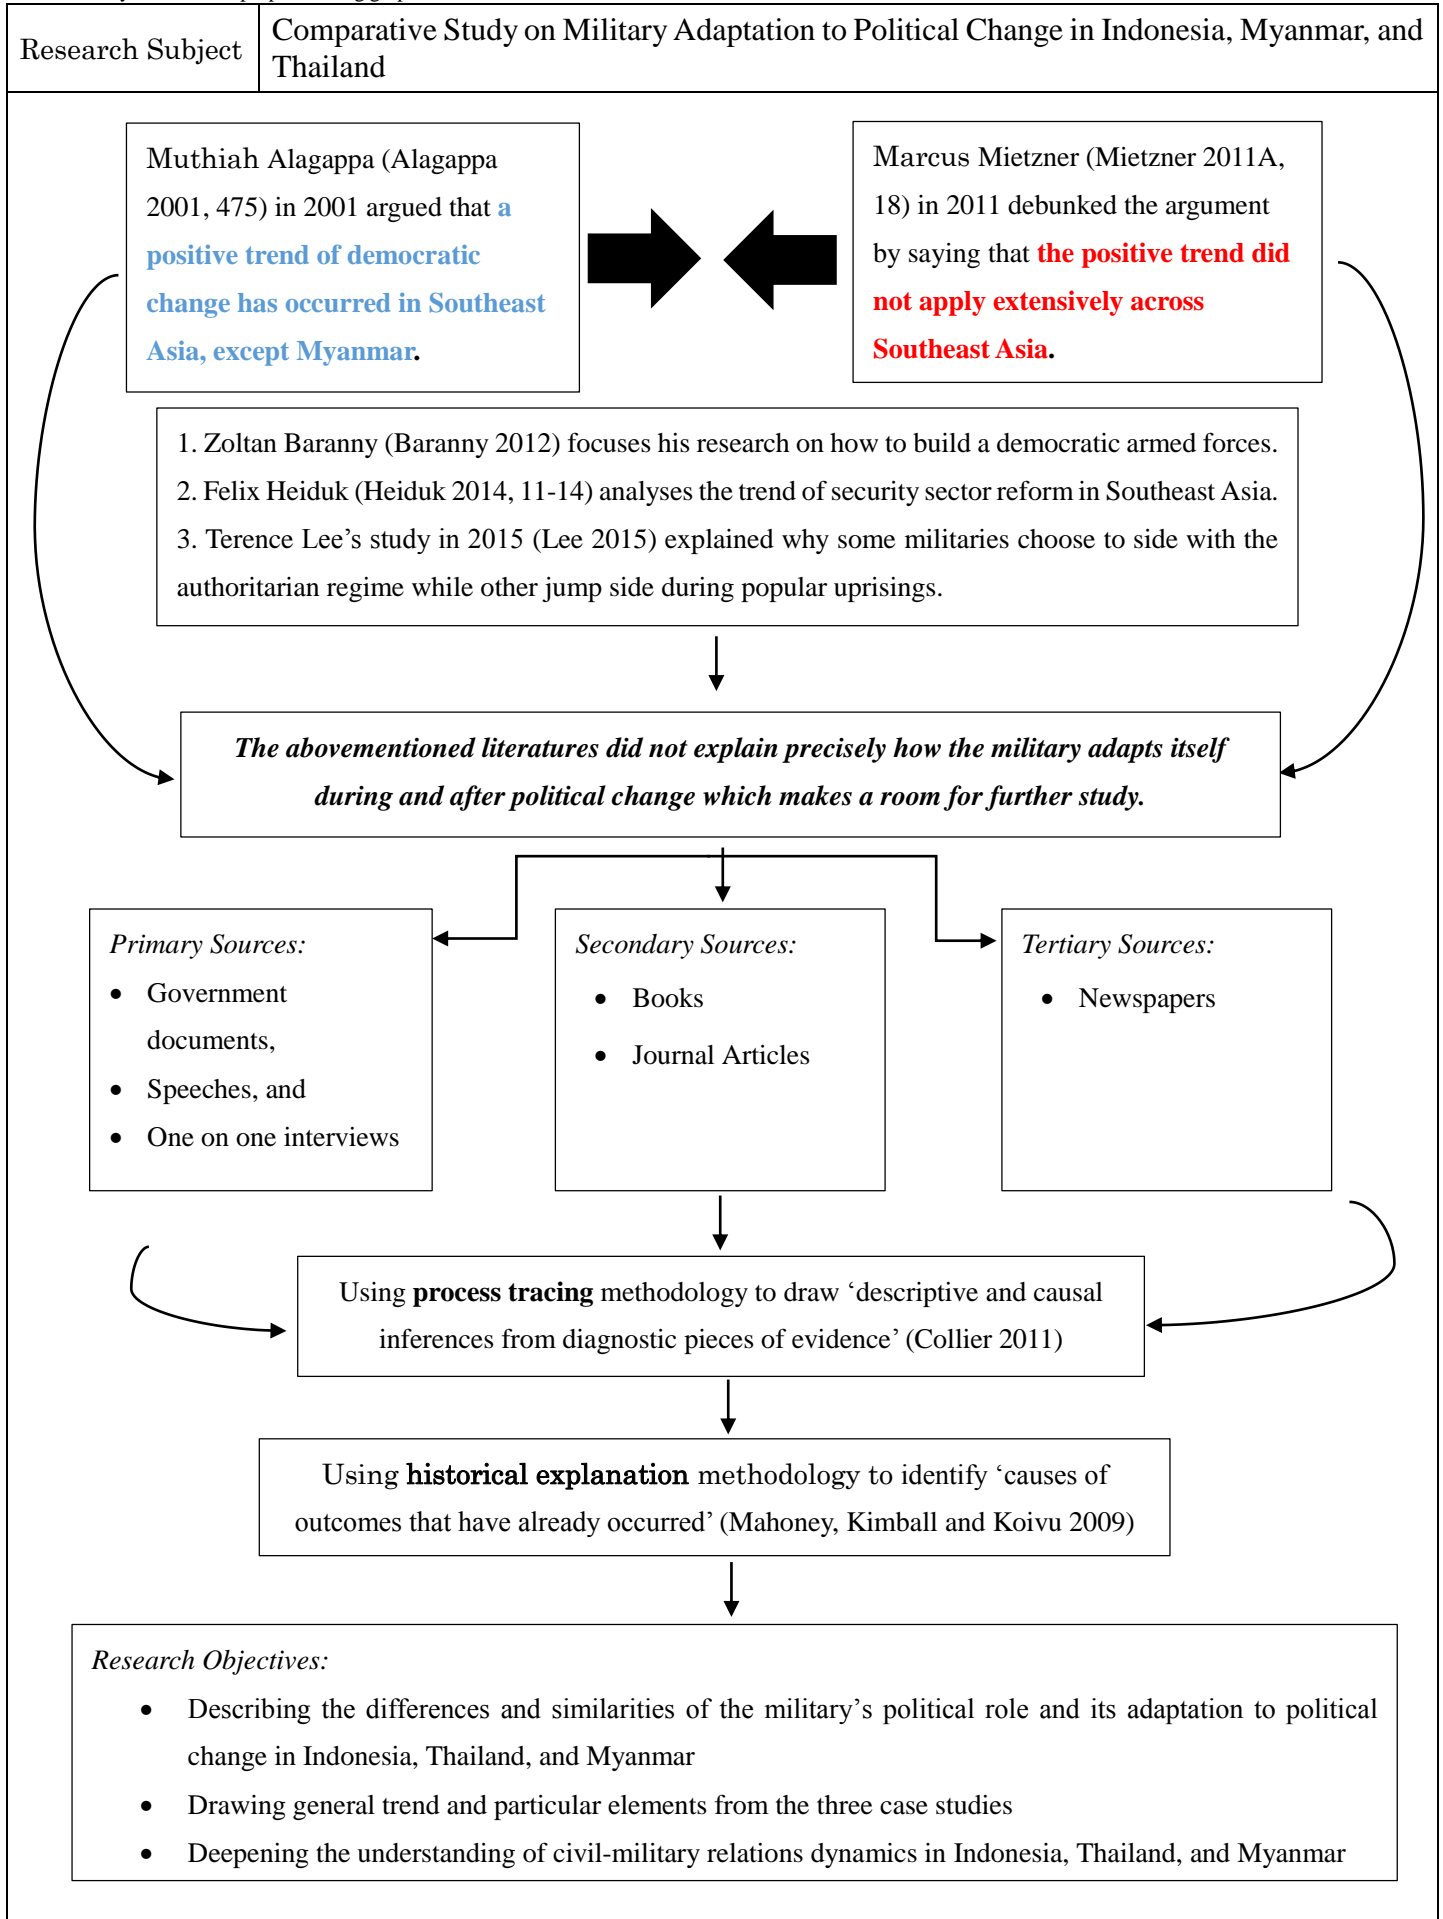 Research Subject
Comparative Study on Military Adaptation to Political Change in Indonesia, Myanmar, and
Thailand
Muthiah Alagappa (Alagappa
2001, 475) in 2001 argued that a
positive trend of democratic
change has occurred in Southeast
Asia, except Myanmar.
Marcus Mietzner (Mietzner 2011A,
18) in 2011 debunked the argument
by saying that the positive trend did
not apply extensively across
Southeast Asia.
1. Zoltan Baranny (Baranny 2012) focuses his research on how to build a democratic armed forces.
2. Felix Heiduk (Heiduk 2014, 11-14) analyses the trend of security sector reform in Southeast Asia.
3. Terence Lee’s study in 2015 (Lee 2015) explained why some militaries choose to side with the
authoritarian regime while other jump side during popular uprisings.
The abovementioned literatures did not explain precisely how the military adapts itself
during and after political change which makes a room for further study.
Primary Sources:
• Government
documents,
• Speeches, and
• One on one interviews
Secondary Sources:
• Books
• Journal Articles
Tertiary Sources:
• Newspapers
Using process tracing methodology to draw ‘descriptive and causal
inferences from diagnostic pieces of evidence’ (Collier 2011)
Using historical explanation methodology to identify ‘causes of
outcomes that have already occurred’ (Mahoney, Kimball and Koivu 2009)
Research Objectives:
• Describing the differences and similarities of the military’s political role and its adaptation to political
change in Indonesia, Thailand, and Myanmar
• Drawing general trend and particular elements from the three case studies
• Deepening the understanding of civil-military relations dynamics in Indonesia, Thailand, and Myanmar